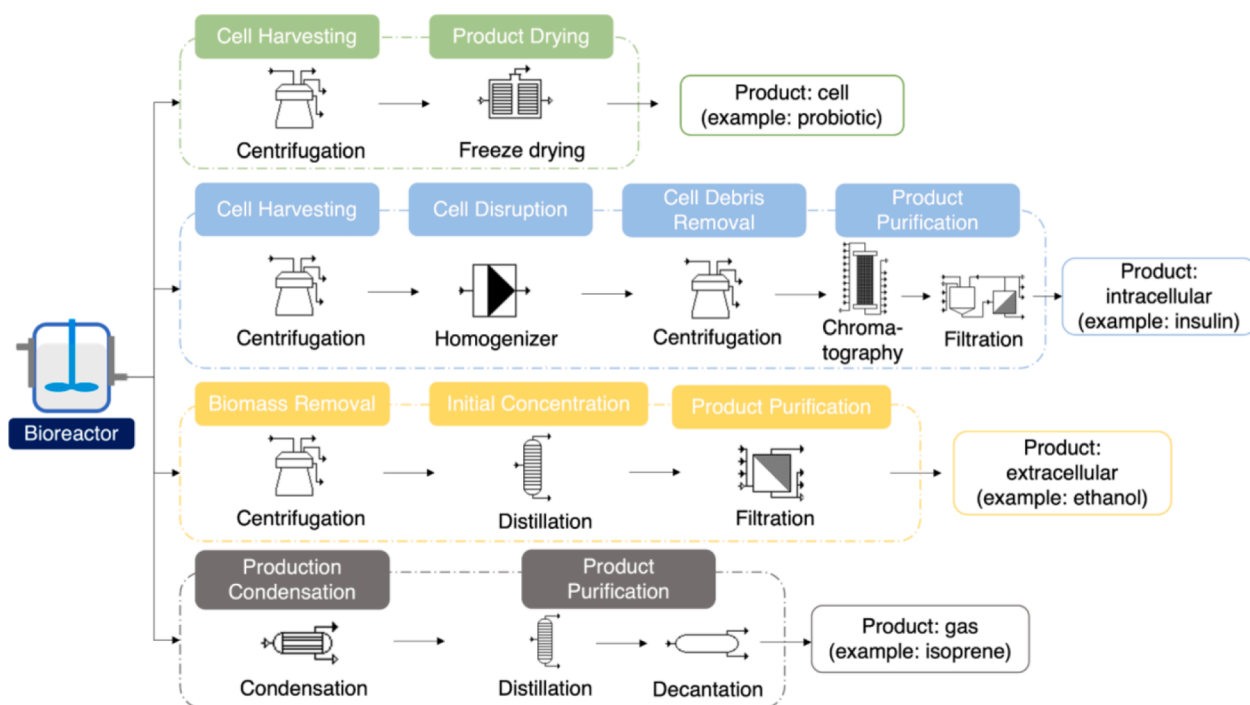 Cell Harvesting
Product Drying
Centrifugation
Freeze drying
Product: cell
(example: probiotic)
Cell Harvesting
Cell Disruption
Cell Debris
Removal
Product
Purification
Centrifugation
Homogenizer
Centrifugation
Chroma-
tography
Filtration
Product:
intracellular
(example: insulin)
Bioreactor
Biomass Removal
Initial Concentration
Product Purification
Centrifugation
Distillation
Filtration
Product:
extracellular
(example: ethanol)
Production
Condensation
Product
Purification
Condensation
Distillation
Decantation
Product: gas
(example: isoprene)